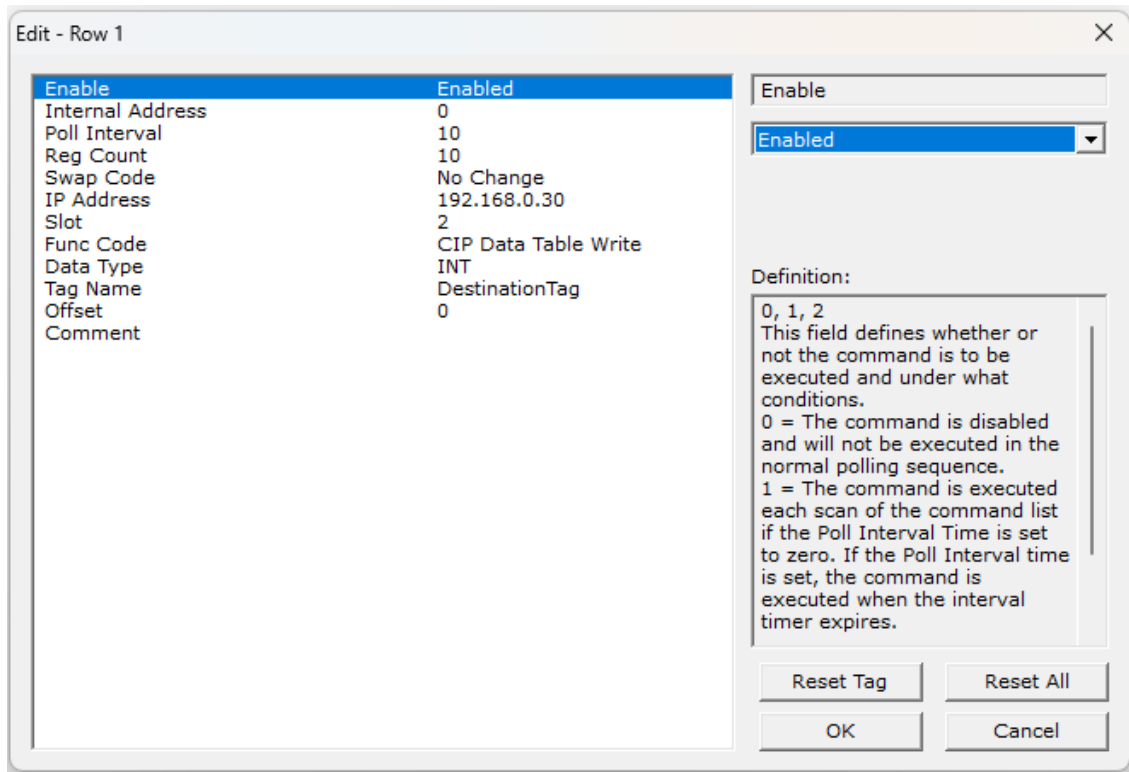 Edit - Row 1
Enable Enabled
Internal Address 0
Poll Interval 10
Reg Count 10
Swap Code No Change
IP Address 192.168.0.30
Slot 2
Func Code CIP Data Table Write
Data Type INT
Tag Name DestinationTag
Offset 0
Comment
Enable
Enabled
Definition:
0, 1, 2
This field defines whether or
not the command is to be
executed and under what
conditions.
0 = The command is disabled
and will not be executed in the
normal polling sequence.
1 = The command is executed
each scan of the command list
if the Poll Interval Time is set
to zero. If the Poll Interval time
is set, the command is
executed when the interval
timer expires.
Reset Tag Reset All
OK Cancel